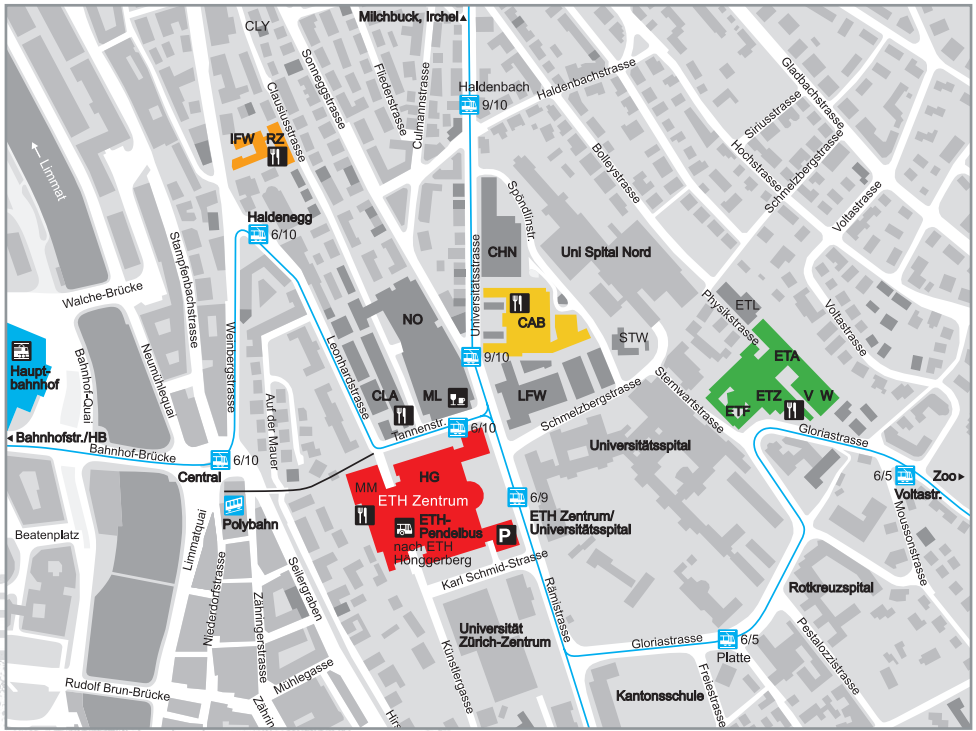 Milchbuck, Irchel
CLY
Sonneggstrasse
Fliederstrasse
Culmannstrasse
Clausiusstrasse
Haldenbach
9/10
Haldenbachstrasse
Gladbachstrasse
Siriusstrasse
Hochstrasse
Schmelzbergstrasse
Voltastrasse
Bolleystrasse
IFW
RZ
← Limmat
Spöndlinstr.
Haldenegg
6/10
Stampfenbachstrasse
Universitätsstrasse
CHN
Uni Spital Nord
Walche-Brücke
NO
CAB
Physikstrasse
ETL
Voltastrasse
STW
Haupt-
bahnhof
Bahnhof-Quai
Neumühlequai
Weinbergstrasse
Leonhardstrasse
9/10
ETA
CLA
ML
LFW
Schmelzbergstrasse
Sternwartstrasse
ETZ
V
W
ETF
Auf der Mauer
Tannenstr.
6/10
Bahnhofstr./HB
Bahnhof-Brücke
6/10
Central
Universitätsspital
Gloriastrasse
6/5
Voltastr.
Zoo
MM
HG
ETH Zentrum
6/9
ETH Zentrum/
Universitätsspital
Polybahn
ETH-
Pendelbus
nach ETH
Hönggerberg
P
Beatenplatz
Limmatquai
Moussonstrasse
Karl Schmid-Strasse
Niederdorfstrasse
Seilergraben
Zähringerstrasse
Rämistrasse
Rotkreuzspital
Universität
Zürich-Zentrum
Gloriastrasse
6/5
Platte
Pestalozzistrasse
Künstlergasse
Mühlegasse
Rudolf Brun-Brücke
Zährin
Hirs
Freiestrasse
Kantonsschule